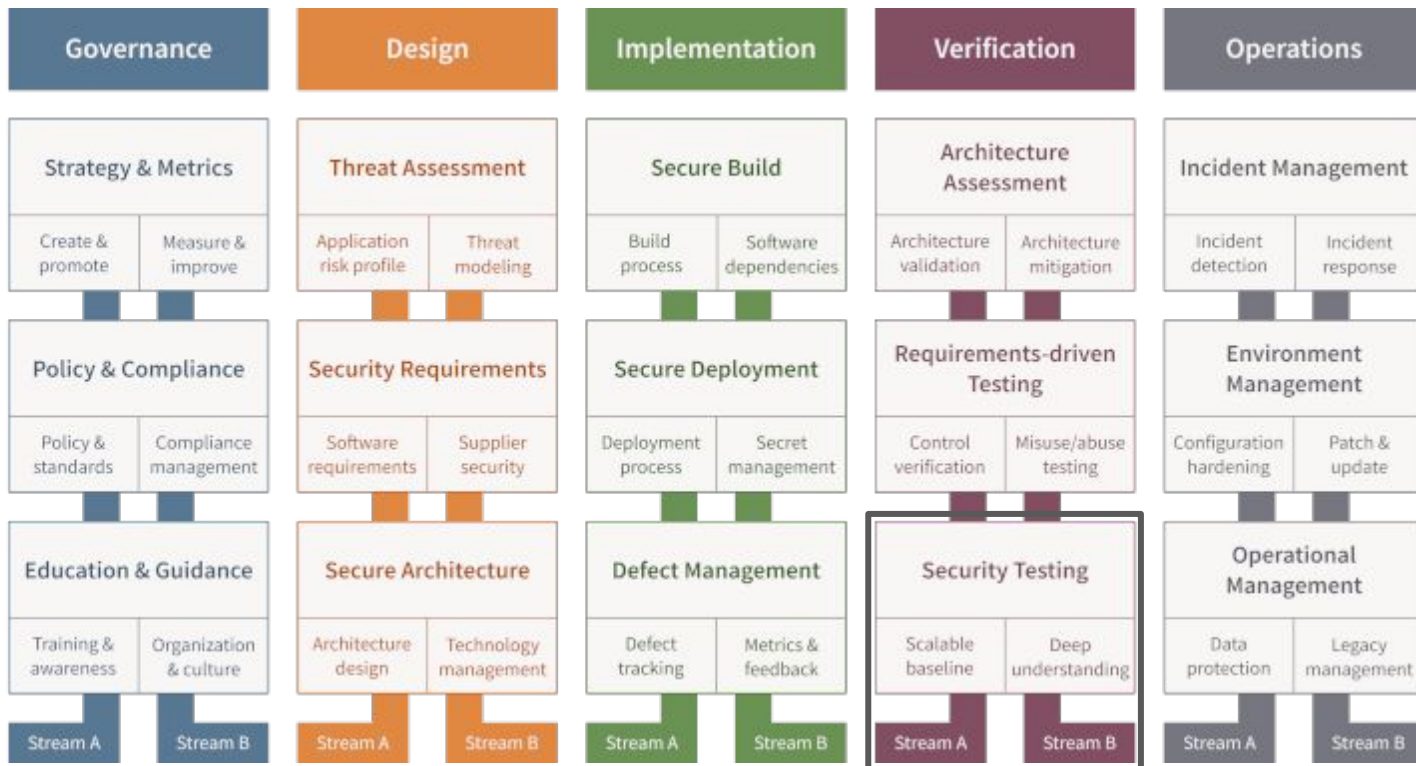 Governance
Design
Implementation
Verification
Operations
Strategy & Metrics
Create &
promote
Measure &
improve
Threat Assessment
Application
risk profile
Threat
modeling
Secure Build
Build
process
Software
dependencies
Architecture
Assessment
Architecture
validation
Architecture
mitigation
Incident Management
Incident
detection
Incident
response
Policy & Compliance
Policy &
standards
Compliance
management
Security Requirements
Software
requirements
Supplier
security
Secure Deployment
Deployment
process
Secret
management
Requirements-driven
Testing
Control
verification
Misuse/abuse
testing
Environment
Management
Configuration
hardening
Patch &
update
Education & Guidance
Training &
awareness
Organization
& culture
Secure Architecture
Architecture
design
Technology
management
Defect Management
Defect
tracking
Metrics &
feedback
Security Testing
Scalable
baseline
Deep
understanding
Operational
Management
Data
protection
Legacy
management
Stream A
Stream B
Stream A
Stream B
Stream A
Stream B
Stream A
Stream B
Stream A
Stream B